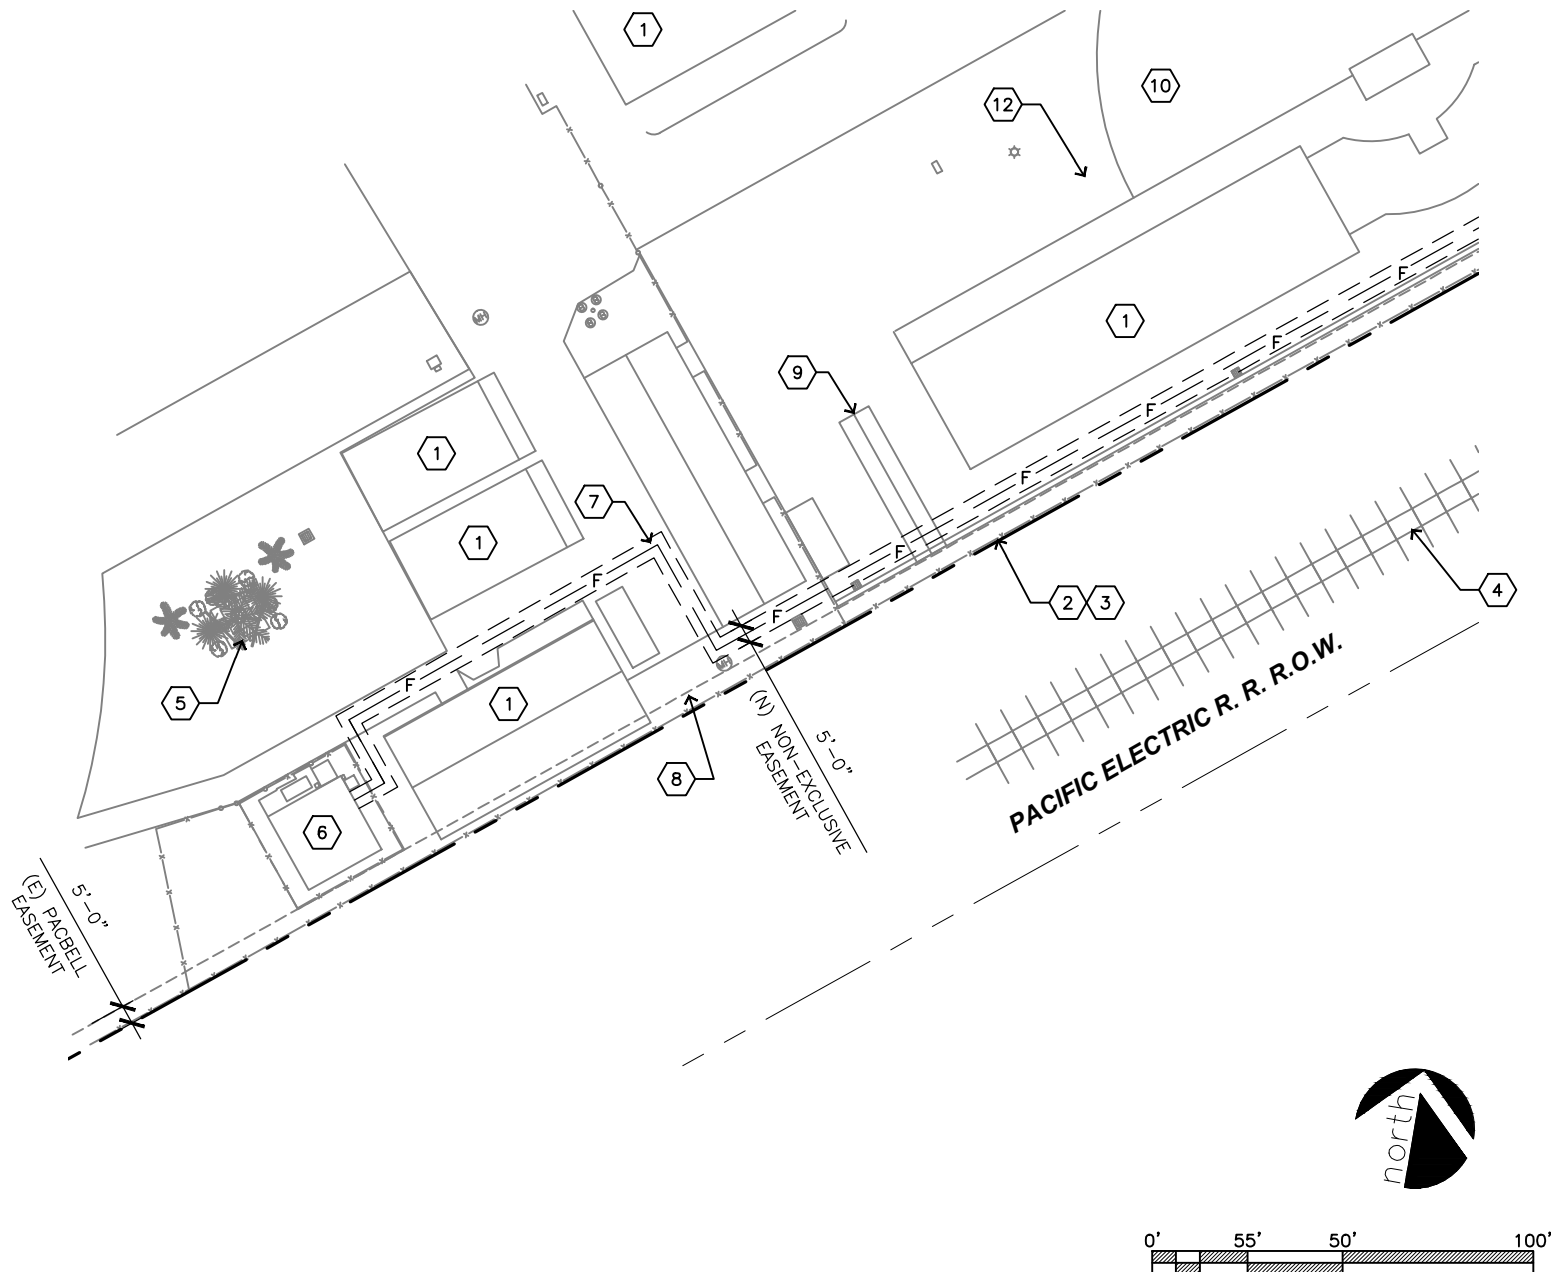 1
10
12
MH
1
9
1
7
1
F
F
F
F
F
F
F
F
2 3
4
5
1
MH
6
8
5'-0"
(N) NON-EXCLUSIVE
EASEMENT
5'-0"
(E) PACBELL
EASEMENT
PACIFIC ELECTRIC R. R. R.O.W.
north
0' 55' 50' 100'